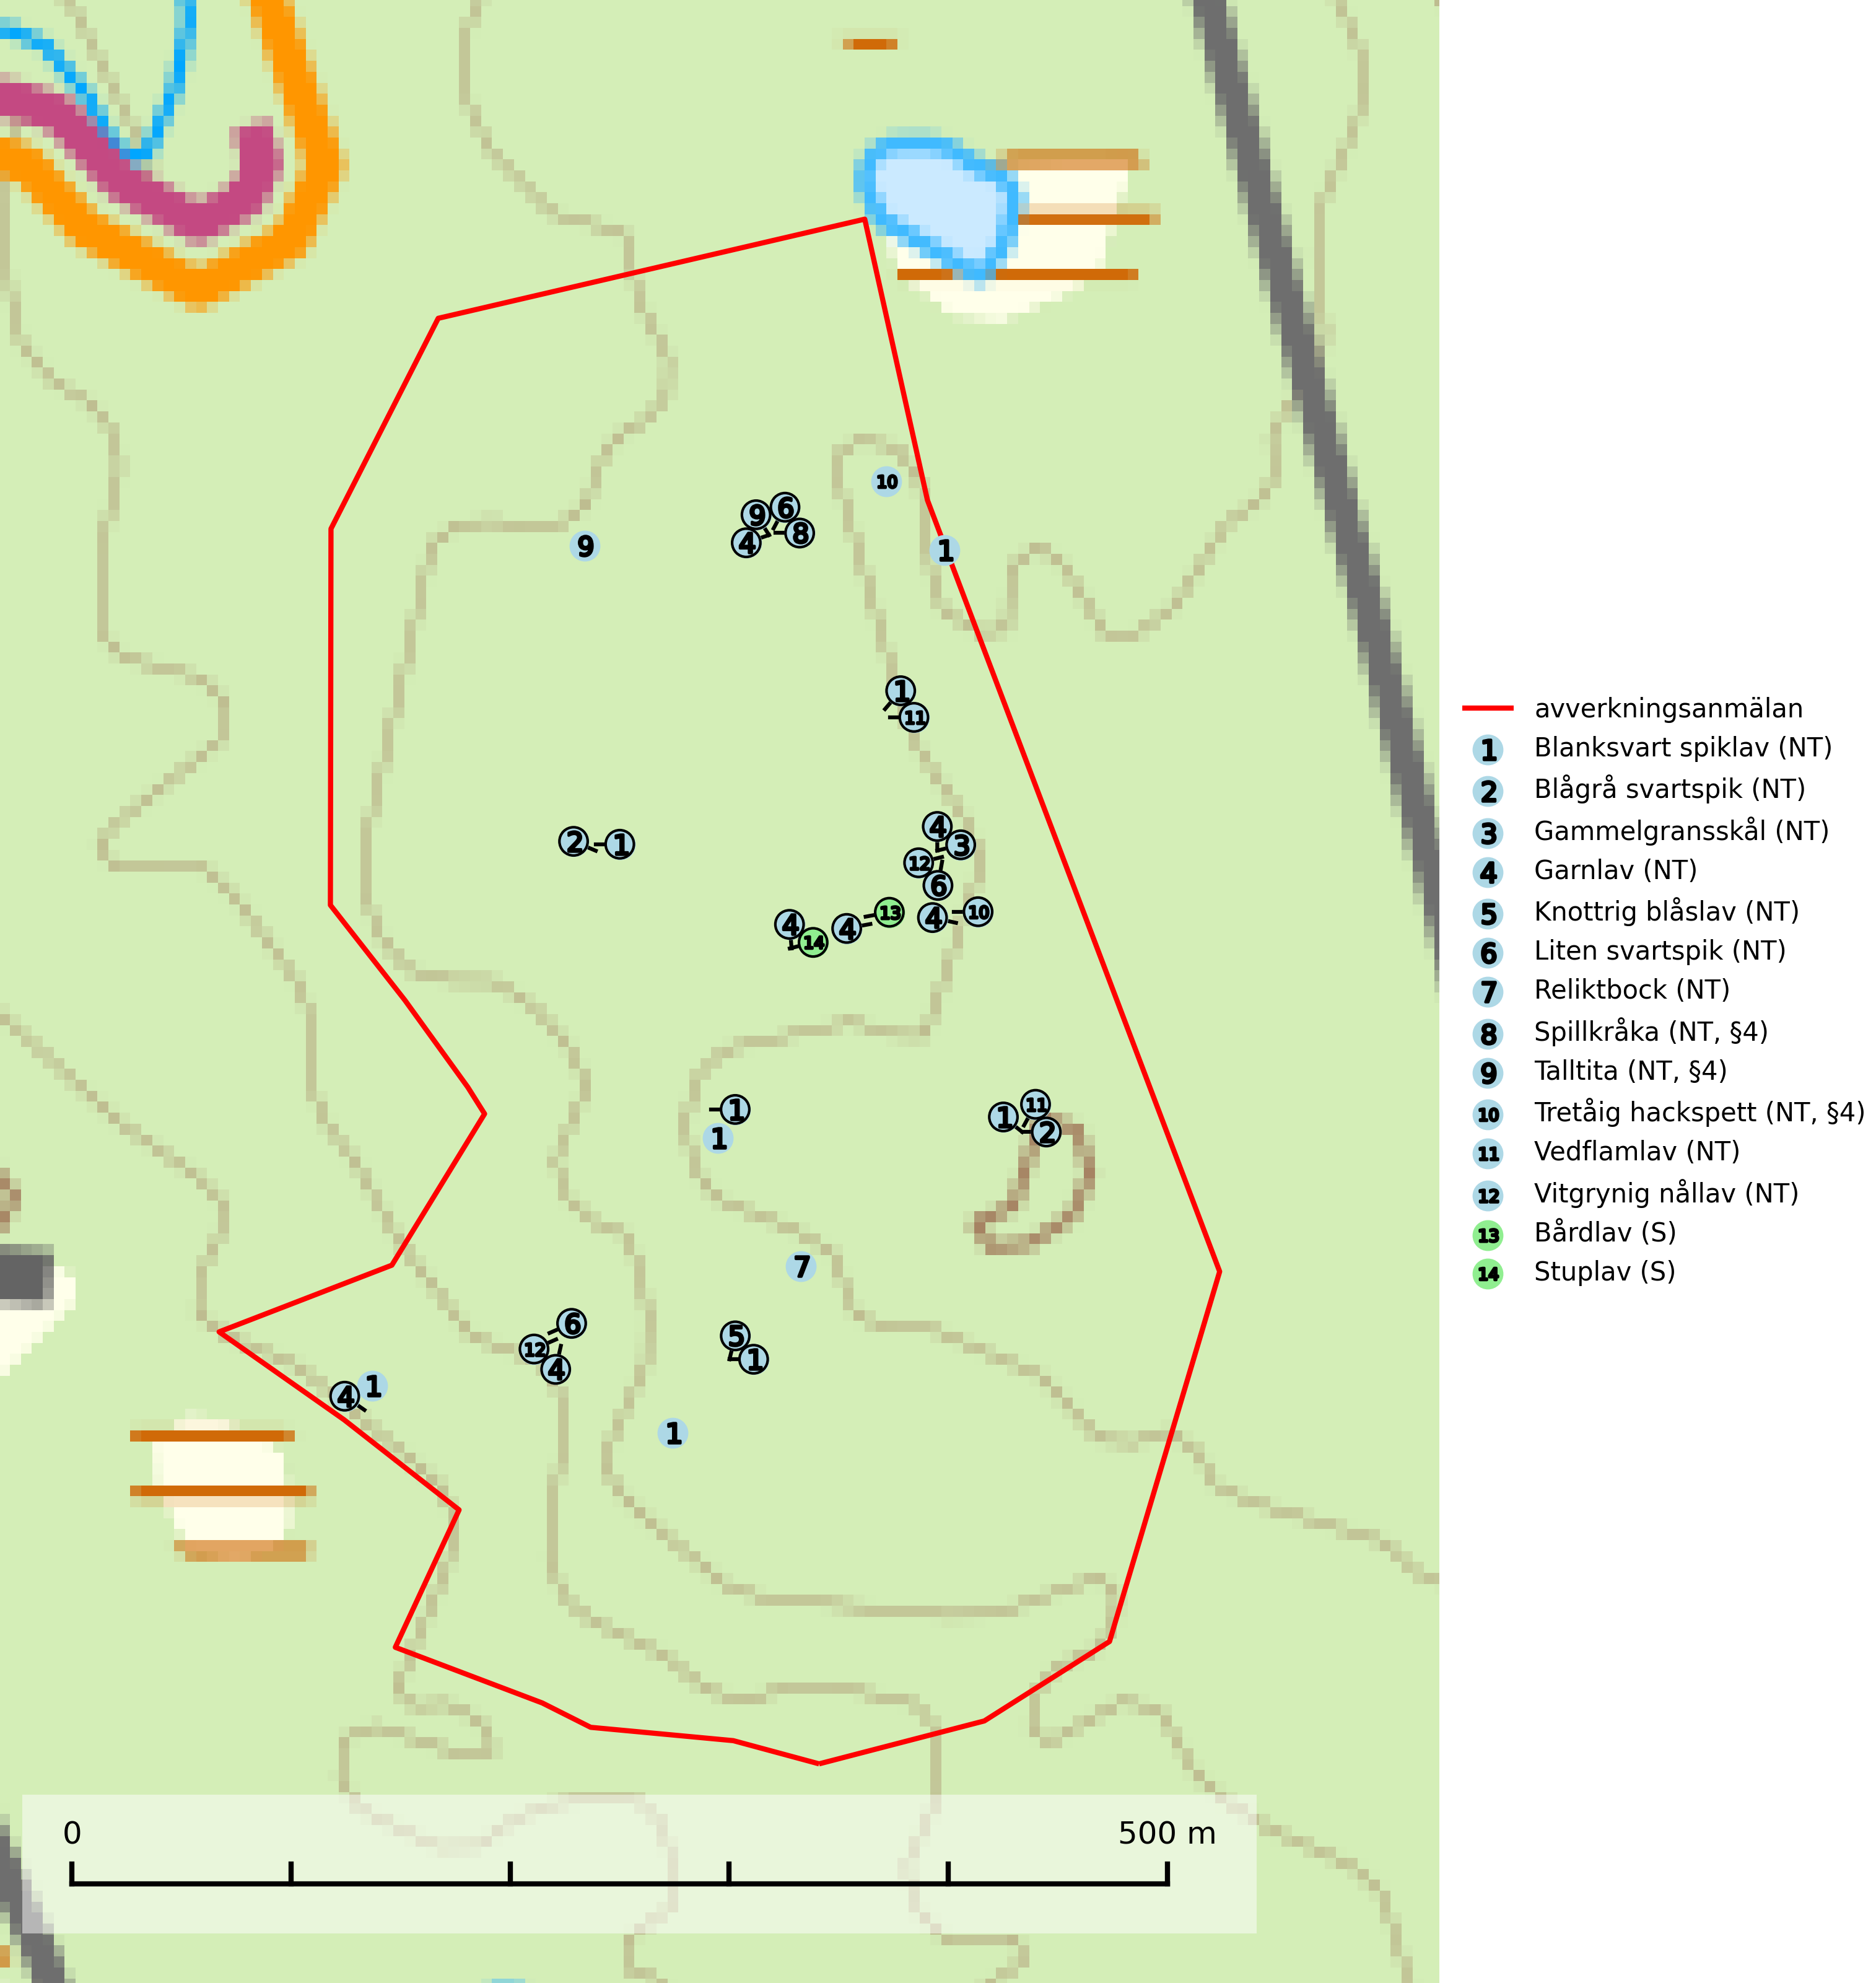 10
6
9
8
4
9
1
1
11
4
2
1
3
12
6
13
10
4
4
4
14
11
1
1
2
1
7
6
5
12
1
4
1
4
1
0
500 m
avverkningsanmälan
1 Blanksvart spiklav (NT)
2 Blågrå svartspik (NT)
3 Gammelgransskål (NT)
4 Garnlav (NT)
5 Knottrig blåslav (NT)
6 Liten svartspik (NT)
7 Reliktbock (NT)
8 Spillkråka (NT, §4)
9 Talltita (NT, §4)
10 Tretåig hackspett (NT, §4)
11 Vedflamlav (NT)
12 Vitgrynig nållav (NT)
13 Bårdlav (S)
14 Stuplav (S)